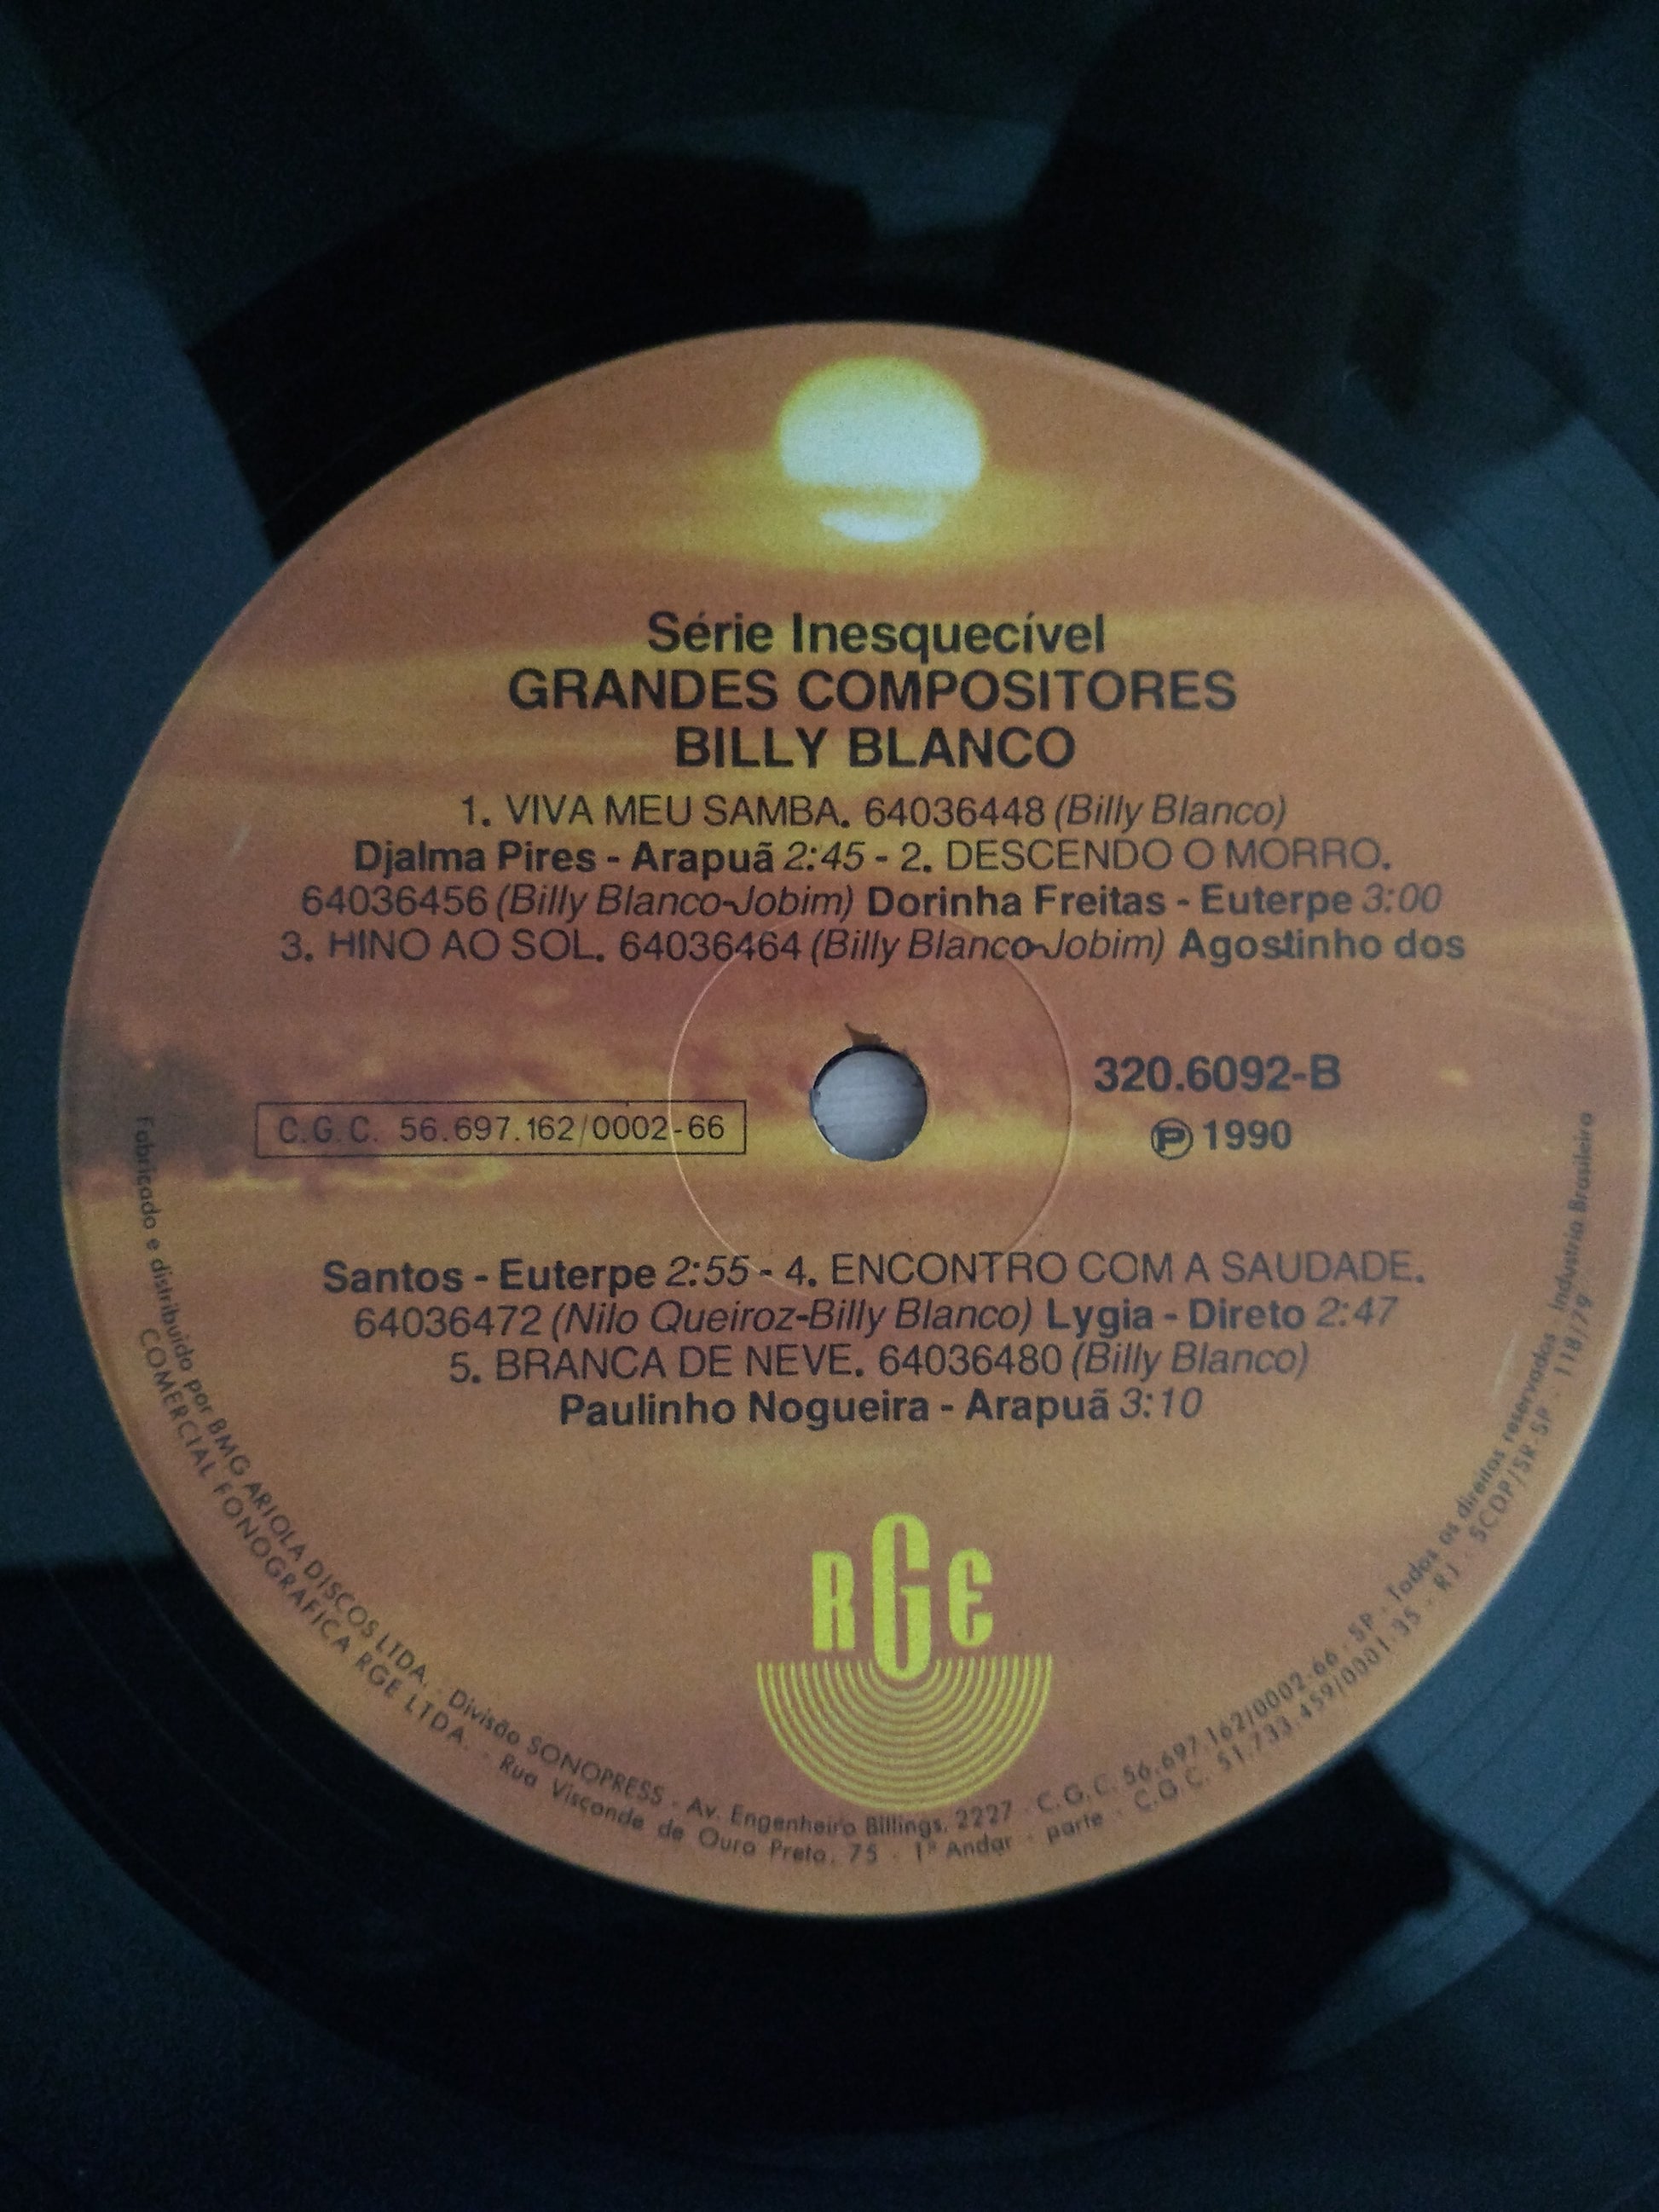 Série Inesquecível
GRANDES COMPOSITORES
BILLY BLANCO
1. VIVA MEU SAMBA. 64036448 (Billy Blanco)
Djalma Pires - Arapuã 2:45 - 2. DESCENDO O MORRO.
64036456 (Billy Blanco-Jobim) Dorinha Freitas - Euterpe 3:00
3. HINO AO SOL. 64036464 (Billy Blanco-Jobim) Agostinho dos
C.G.C. 56.697.162/0002-66
320.6092-B
Ⓟ 1990
Santos - Euterpe 2:55 - 4. ENCONTRO COM A SAUDADE.
64036472 (Nilo Queiroz-Billy Blanco) Lygia - Direto 2:47
5. BRANCA DE NEVE. 64036480 (Billy Blanco)
Paulinho Nogueira - Arapuã 3:10
RGE
Fabricado e distribuido por BMG ARIOLA DISCOS LTDA. - Divisão SONOPRESS - Av. Engenheiro Billings, 2227 - C.G.C. 56.697.162/0002-66 - SP - Todos os direitos reservados - Industria Brasileira
COMERCIAL FONOGRAFICA RGE LTDA. - Rua Visconde de Ouro Preto, 75 - 1º Andar - parte - C.G.C. 51.733.459/0001-35 - RJ - SCDP/SR-SP - 118/79